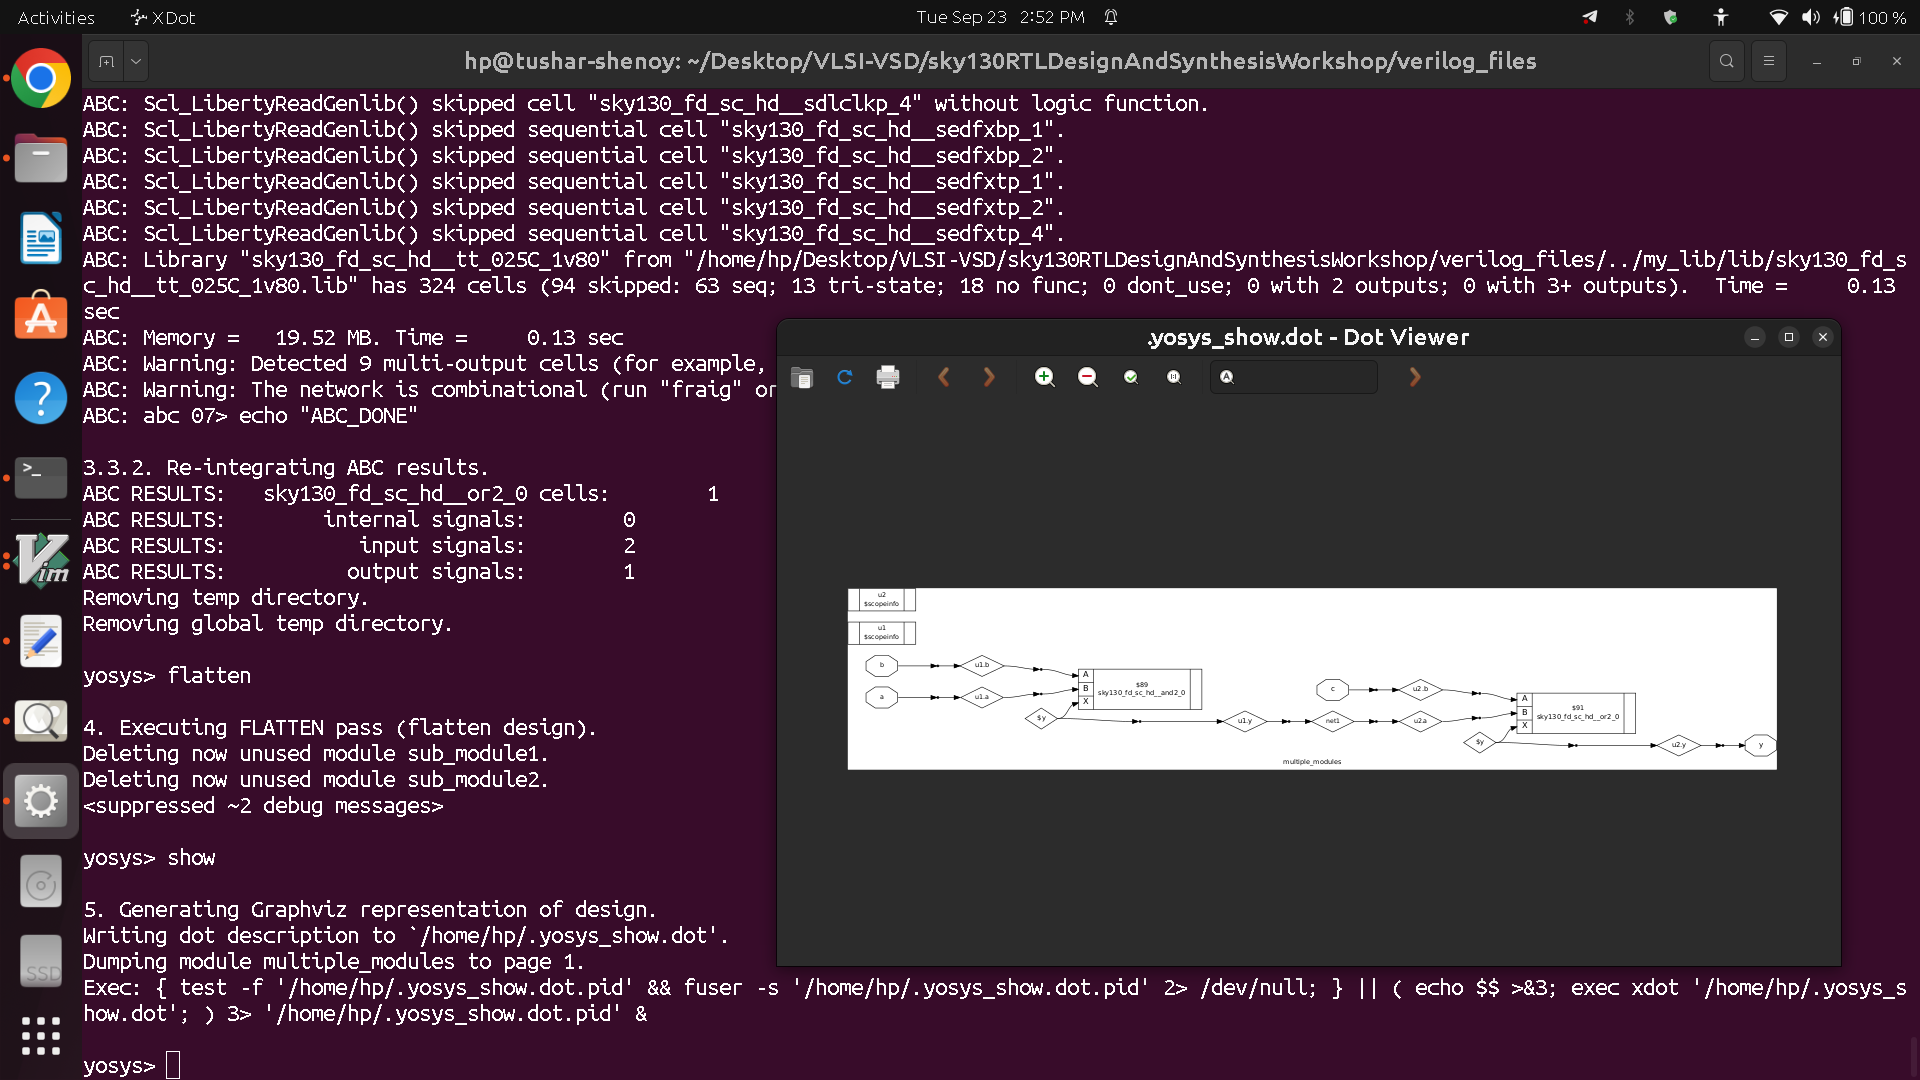 Activities
XDot
Tue Sep 23 2:52 PM
100 %
hp@tushar-shenoy: ~/Desktop/VLSI-VSD/sky130RTLDesignAndSynthesisWorkshop/verilog_files
ABC: Scl_LibertyReadGenlib() skipped cell "sky130_fd_sc_hd__sdlclkp_4" without logic function.
ABC: Scl_LibertyReadGenlib() skipped sequential cell "sky130_fd_sc_hd__sedfxbp_1".
ABC: Scl_LibertyReadGenlib() skipped sequential cell "sky130_fd_sc_hd__sedfxbp_2".
ABC: Scl_LibertyReadGenlib() skipped sequential cell "sky130_fd_sc_hd__sedfxtp_1".
ABC: Scl_LibertyReadGenlib() skipped sequential cell "sky130_fd_sc_hd__sedfxtp_2".
ABC: Scl_LibertyReadGenlib() skipped sequential cell "sky130_fd_sc_hd__sedfxtp_4".
ABC: Library "sky130_fd_sc_hd__tt_025C_1v80" from "/home/hp/Desktop/VLSI-VSD/sky130RTLDesignAndSynthesisWorkshop/verilog_files/../my_lib/lib/sky130_fd_s
c_hd__tt_025C_1v80.lib" has 324 cells (94 skipped: 63 seq; 13 tri-state; 18 no func; 0 dont_use; 0 with 2 outputs; 0 with 3+ outputs).  Time =     0.13
sec
ABC: Memory =   19.52 MB. Time =     0.13 sec
ABC: Warning: Detected 9 multi-output cells (for example,
ABC: Warning: The network is combinational (run "fraig" or
ABC: abc 07> echo "ABC_DONE"
3.3.2. Re-integrating ABC results.
ABC RESULTS:   sky130_fd_sc_hd__or2_0 cells:        1
ABC RESULTS:        internal signals:        0
ABC RESULTS:           input signals:        2
ABC RESULTS:          output signals:        1
Removing temp directory.
Removing global temp directory.
yosys> flatten
4. Executing FLATTEN pass (flatten design).
Deleting now unused module sub_module1.
Deleting now unused module sub_module2.
<suppressed ~2 debug messages>
yosys> show
5. Generating Graphviz representation of design.
Writing dot description to `/home/hp/.yosys_show.dot'.
Dumping module multiple_modules to page 1.
Exec: { test -f '/home/hp/.yosys_show.dot.pid' && fuser -s '/home/hp/.yosys_show.dot.pid' 2> /dev/null; } || ( echo $$ >&3; exec xdot '/home/hp/.yosys_s
how.dot'; ) 3> '/home/hp/.yosys_show.dot.pid' &
yosys>
.yosys_show.dot - Dot Viewer
u2
$scopeinfo
u1
$scopeinfo
b
u1.b
a
u1.a
A
B
X
$89
sky130_fd_sc_hd__and2_0
$y
u1.y
net1
u2.a
c
u2.b
A
B
X
$91
sky130_fd_sc_hd__or2_0
$y
u2.y
y
multiple_modules
Vim
>_
?
SSD